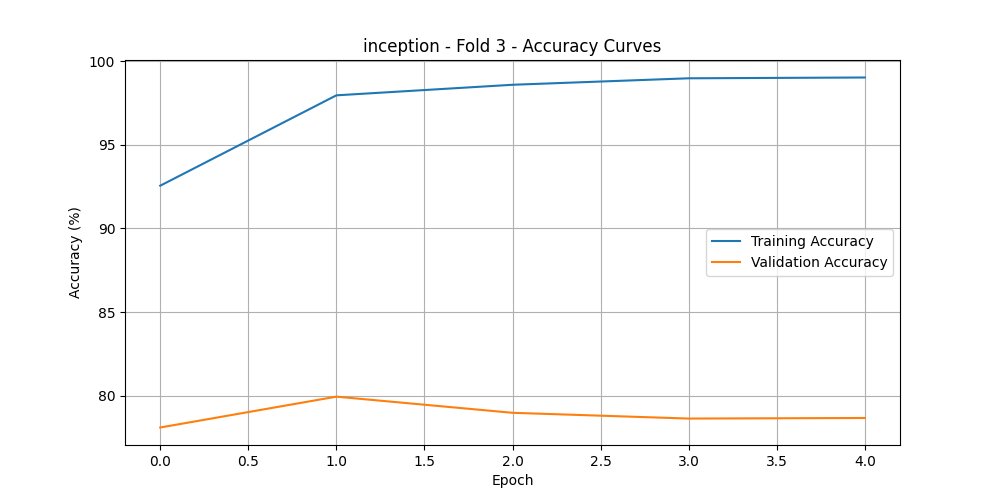 inception - Fold 3 - Accuracy Curves
100
95
90
85
80
Accuracy (%)
Training Accuracy
Validation Accuracy
0.0 0.5 1.0 1.5 2.0 2.5 3.0 3.5 4.0
Epoch